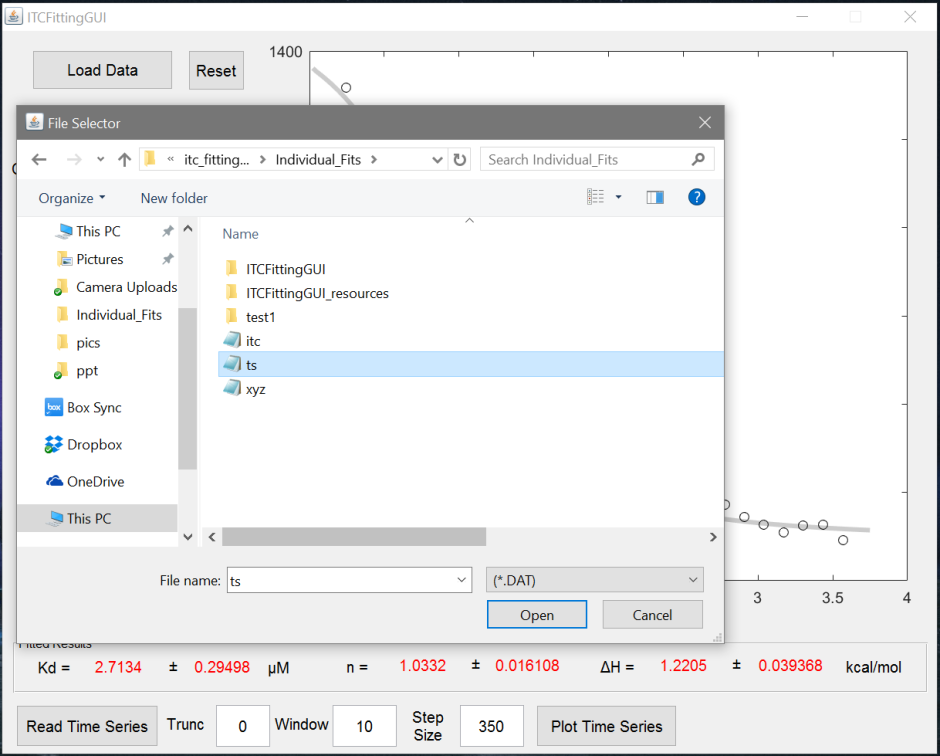 ITCFittingGUI
Load Data
Reset
1400
File Selector
« itc_fitting... > Individual_Fits >
Search Individual_Fits
Organize
New folder
?
This PC
Pictures
Camera Uploads
Individual_Fits
pics
ppt
box Box Sync
Dropbox
OneDrive
This PC
Name
ITCFittingGUI
ITCFittingGUI_resources
test1
itc
ts
xyz
File name: ts
(*.DAT)
Open
Cancel
3 3.5 4
Fitted Results
Kd = 2.7134 ± 0.29498 μM n = 1.0332 ± 0.016108 ΔH = 1.2205 ± 0.039368 kcal/mol
Read Time Series
Trunc 0
Window 10
Step
Size
350
Plot Time Series